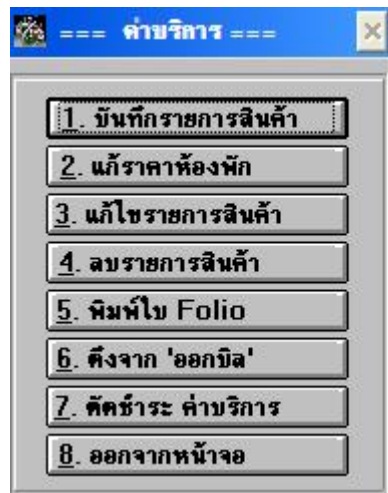 === ค่าบริการ ===
1. บันทึกรายการสินค้า
2. แก้ราคาห้องพัก
3. แก้ไขรายการสินค้า
4. ลบรายการสินค้า
5. พิมพ์ใบ Folio
6. ดึงจาก 'ออกบิล'
7. ตัดชำระ ค่าบริการ
8. ออกจากหน้าจอ